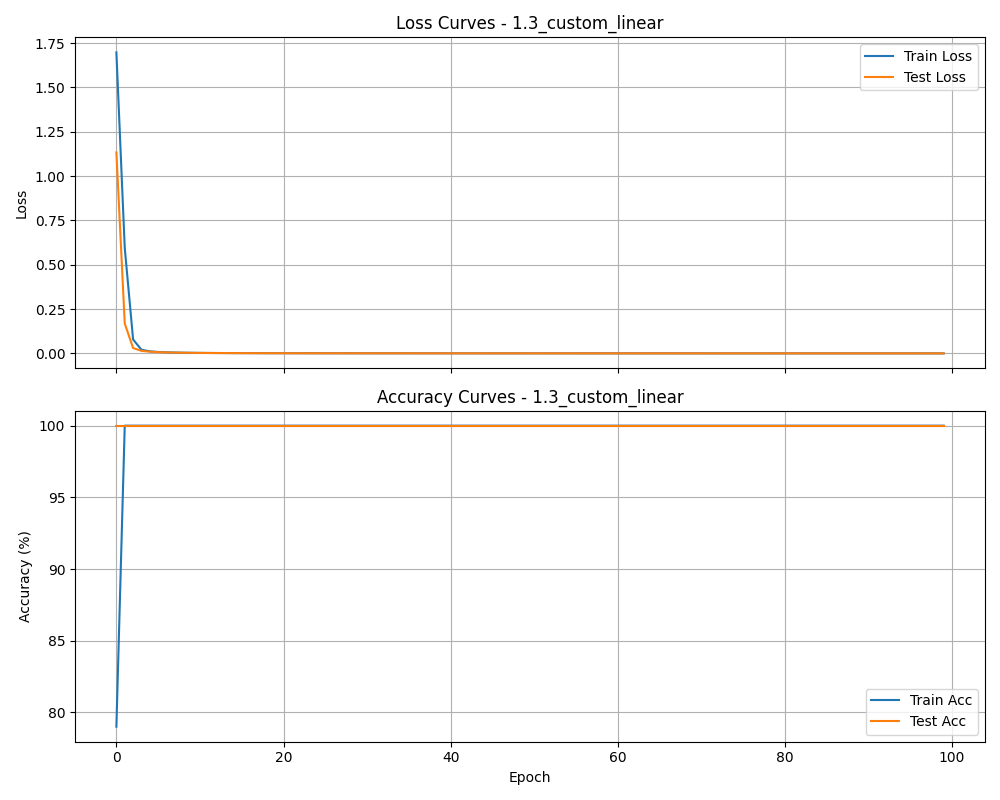 Loss Curves - 1.3_custom_linear
1.75
1.50
1.25
1.00
0.75
0.50
0.25
0.00
Loss
Train Loss
Test Loss
Accuracy Curves - 1.3_custom_linear
100
95
90
85
80
Accuracy (%)
Train Acc
Test Acc
0 20 40 60 80 100
Epoch